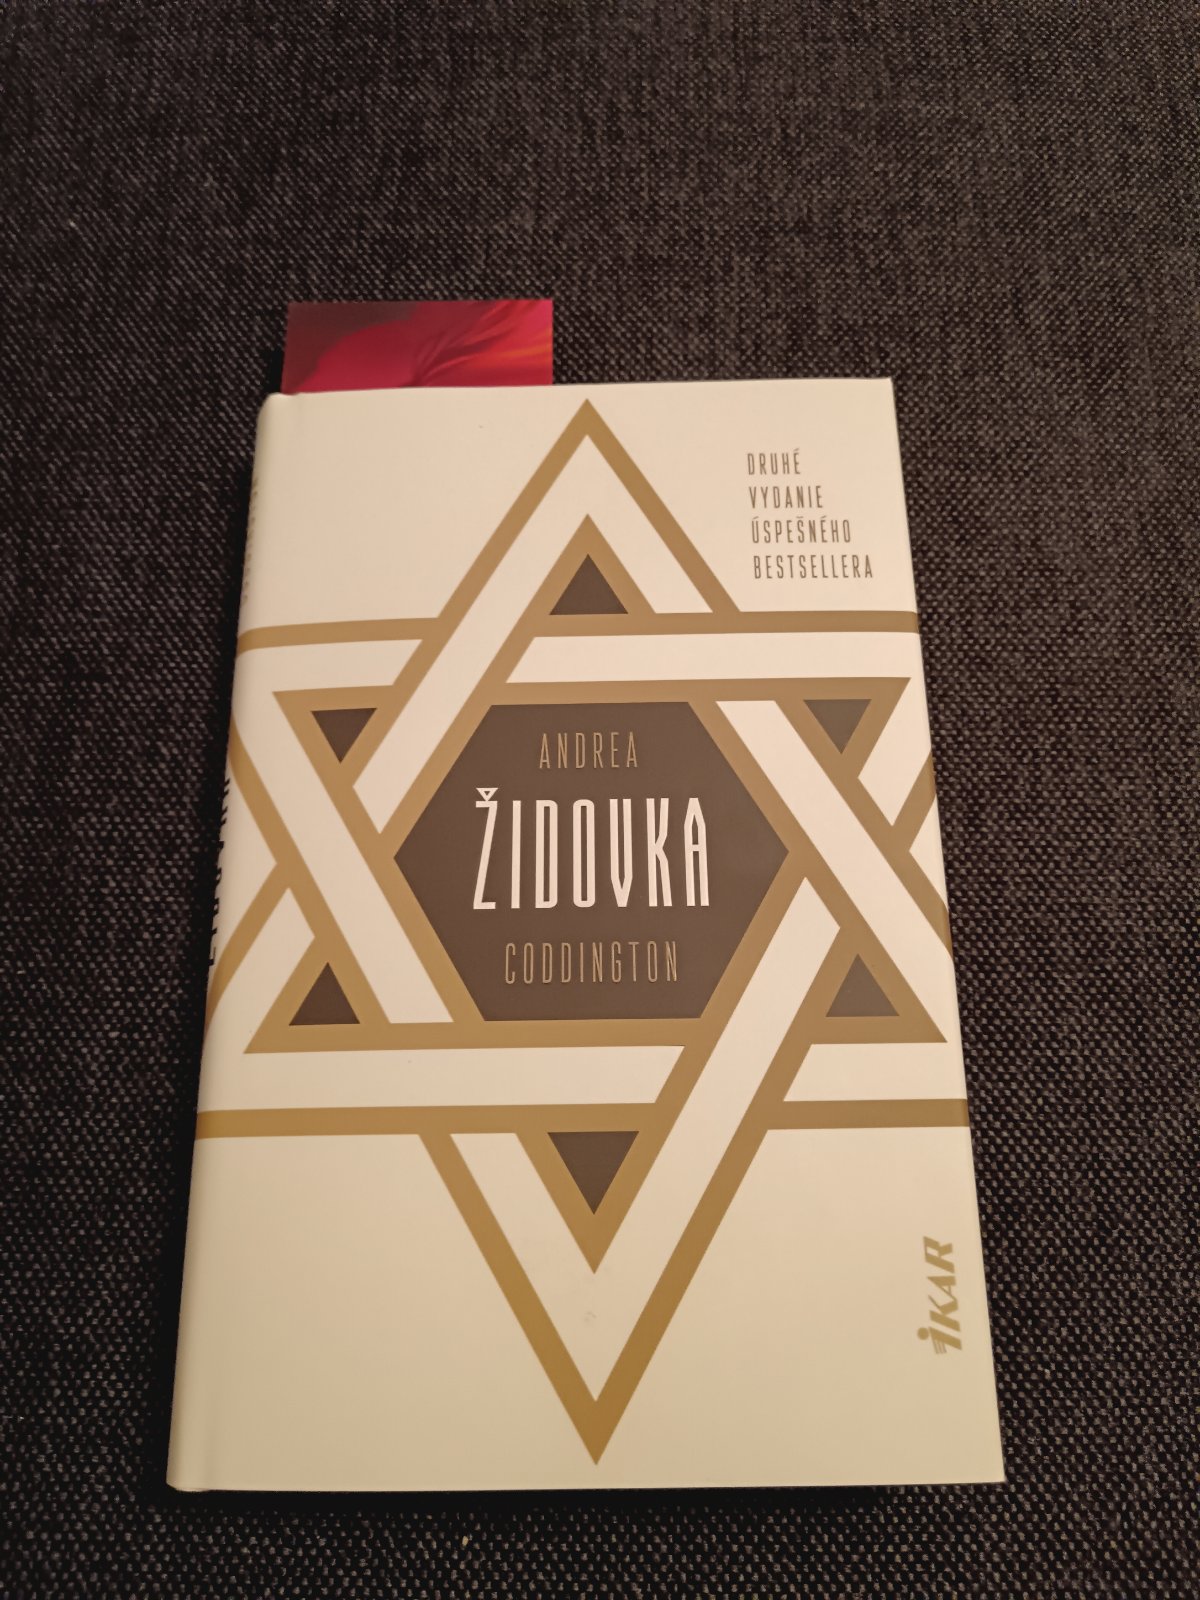 DRUHÉ
VYDANIE
ÚSPEŠNÉHO
BESTSELLERA
ANDREA
ŽIDOVKA
CODDINGTON
IKAR